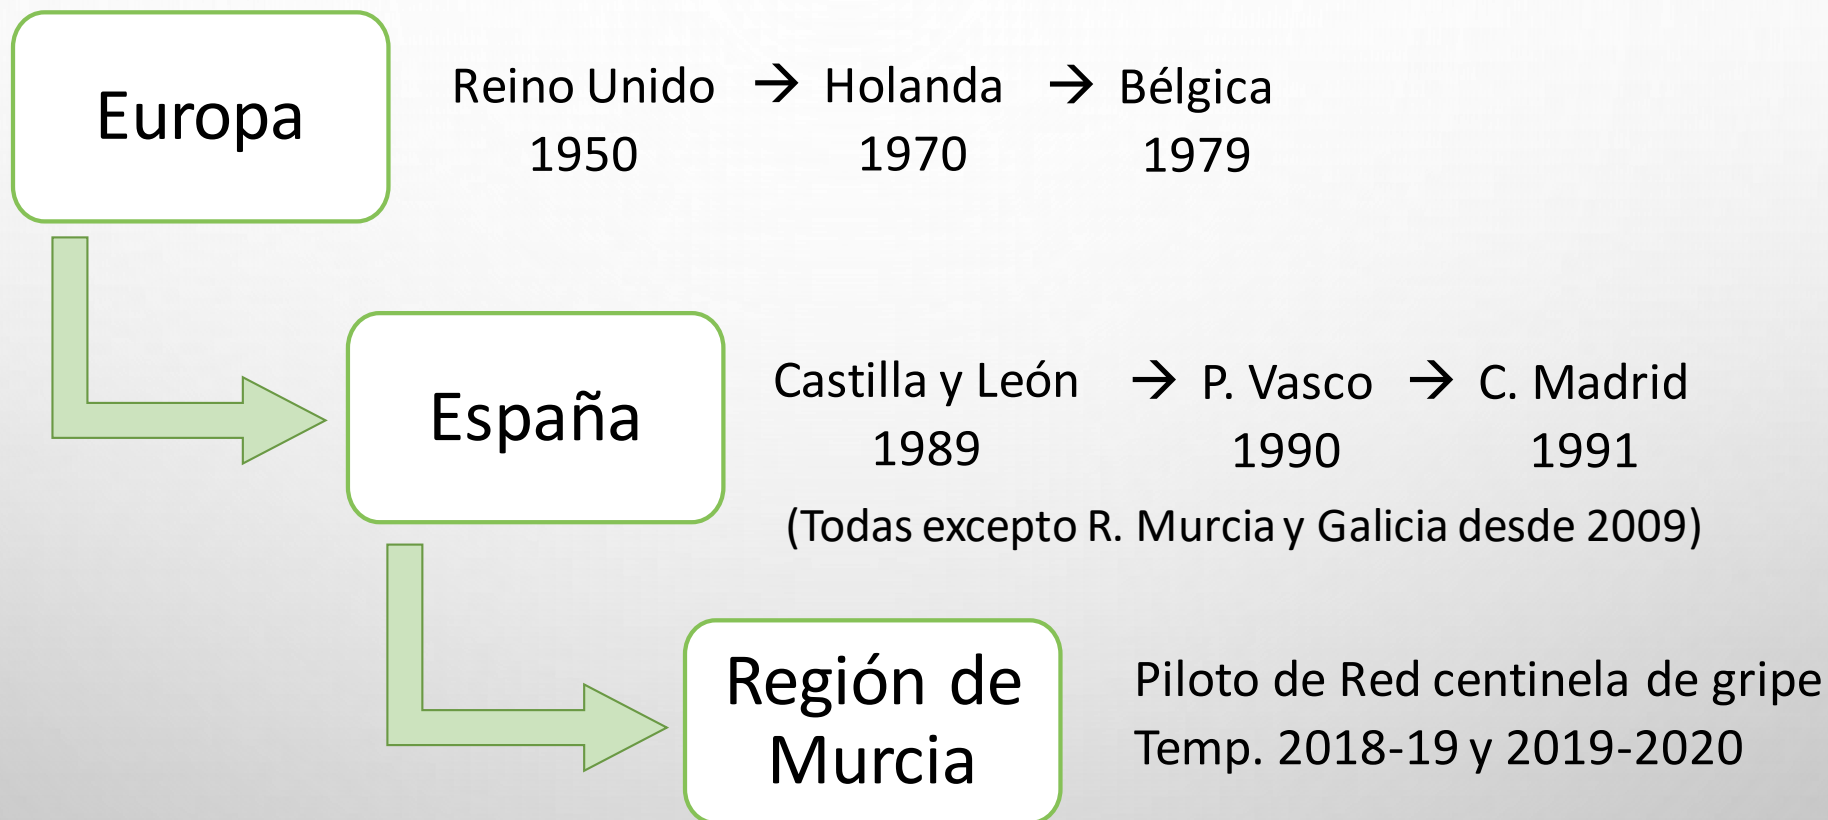 Europa
Reino Unido → Holanda → Bélgica
1950 1970 1979
España
Castilla y León → P. Vasco → C. Madrid
1989 1990 1991
(Todas excepto R. Murcia y Galicia desde 2009)
Región de
Murcia
Piloto de Red centinela de gripe
Temp. 2018-19 y 2019-2020